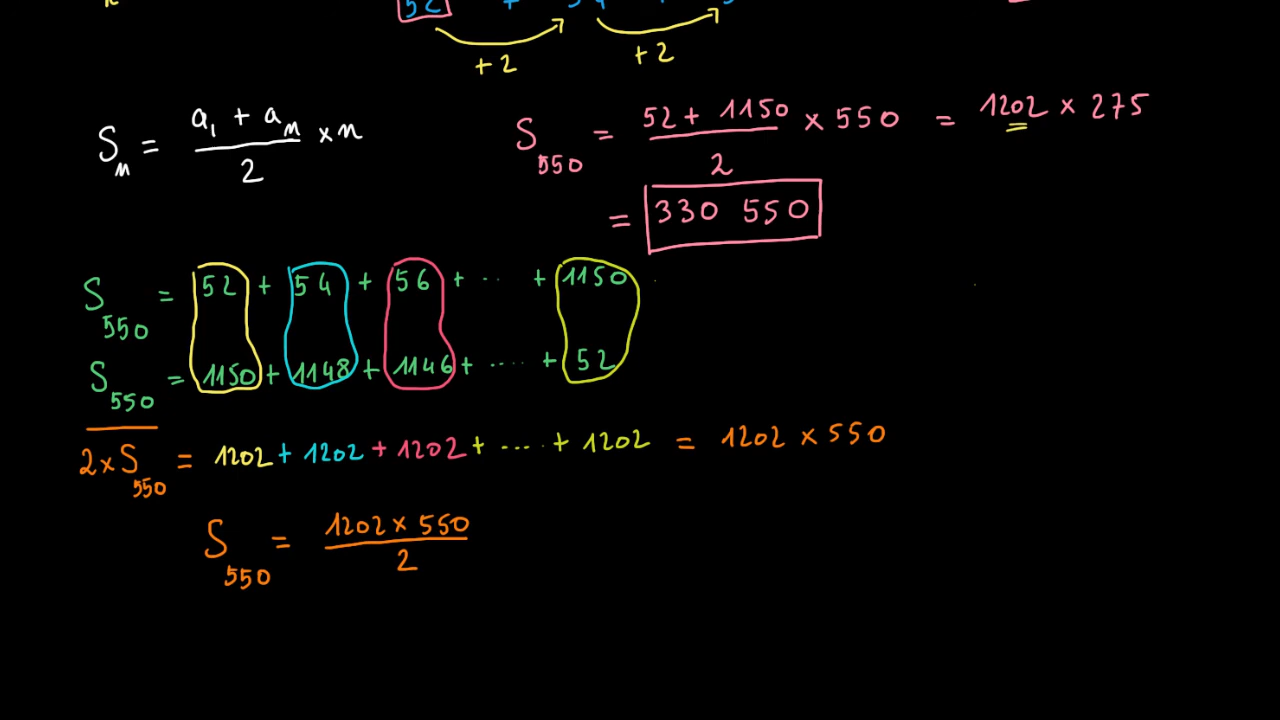 52 +
+2 +2
Sₙ = (a₁ + aₙ)/2 × n
S₅₅₀ = (52 + 1150)/2 × 550 = 1202 × 275
= 330 550
S₅₅₀ = 52 + 54 + 56 + ... + 1150
S₅₅₀ = 1150 + 1148 + 1146 + .... + 52
2×S₅₅₀ = 1202 + 1202 + 1202 + .... + 1202 = 1202 × 550
S₅₅₀ = (1202 × 550)/2